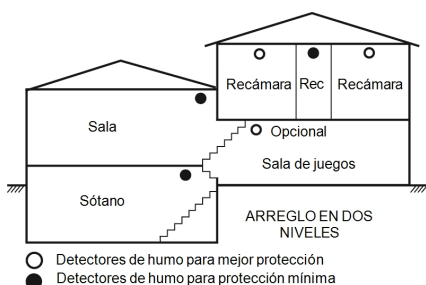 Recámara Rec Recámara
Opcional
Sala
Sala de juegos
Sótano
ARREGLO EN DOS
NIVELES
Detectores de humo para mejor protección
Detectores de humo para protección mínima